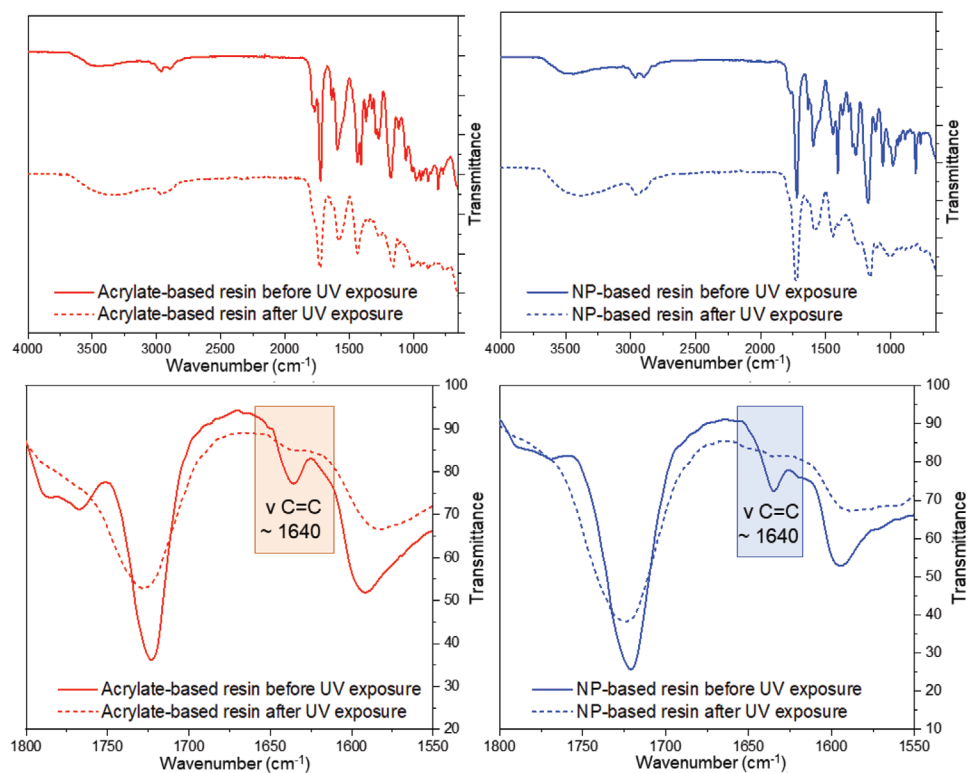 Transmittance
Acrylate-based resin before UV exposure
Acrylate-based resin after UV exposure
4000 3500 3000 2500 2000 1500 1000
Wavenumber (cm⁻¹)
Transmittance
NP-based resin before UV exposure
NP-based resin after UV exposure
4000 3500 3000 2500 2000 1500 1000
Wavenumber (cm⁻¹)
100
90
80
70
60
50
40
30
20
Transmittance
ν C=C
~ 1640
Acrylate-based resin before UV exposure
Acrylate-based resin after UV exposure
1800 1750 1700 1650 1600 1550
Wavenumber (cm⁻¹)
100
90
80
70
60
50
40
30
20
10
Transmittance
ν C=C
~ 1640
NP-based resin before UV exposure
NP-based resin after UV exposure
1800 1750 1700 1650 1600 1550
Wavenumber (cm⁻¹)